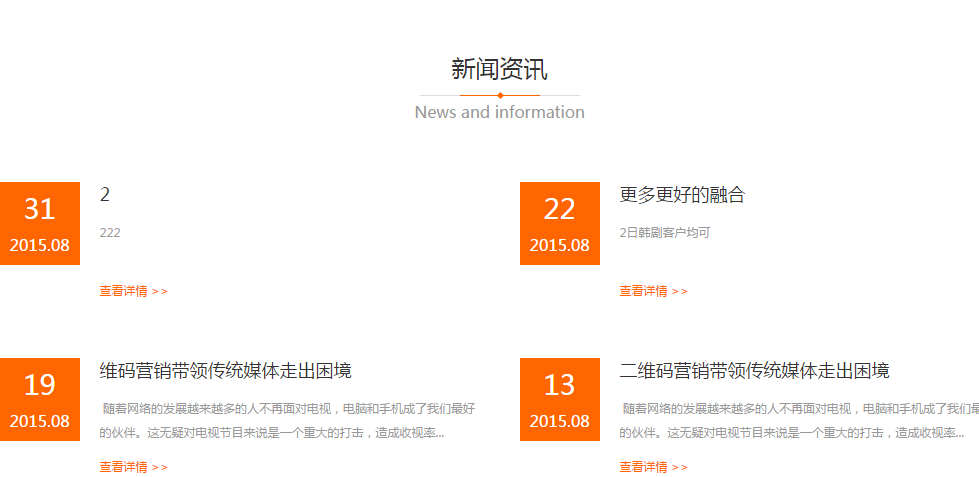 新闻资讯
News and information
31
2015.08
2
222
查看详情 >>
22
2015.08
更多更好的融合
2日韩剧客户均可
查看详情 >>
19
2015.08
维码营销带领传统媒体走出困境
随着网络的发展越来越多的人不再面对电视，电脑和手机成了我们最好
的伙伴。这无疑对电视节目来说是一个重大的打击，造成收视率...
查看详情 >>
13
2015.08
二维码营销带领传统媒体走出困境
随着网络的发展越来越多的人不再面对电视，电脑和手机成了我们最
的伙伴。这无疑对电视节目来说是一个重大的打击，造成收视率...
查看详情 >>